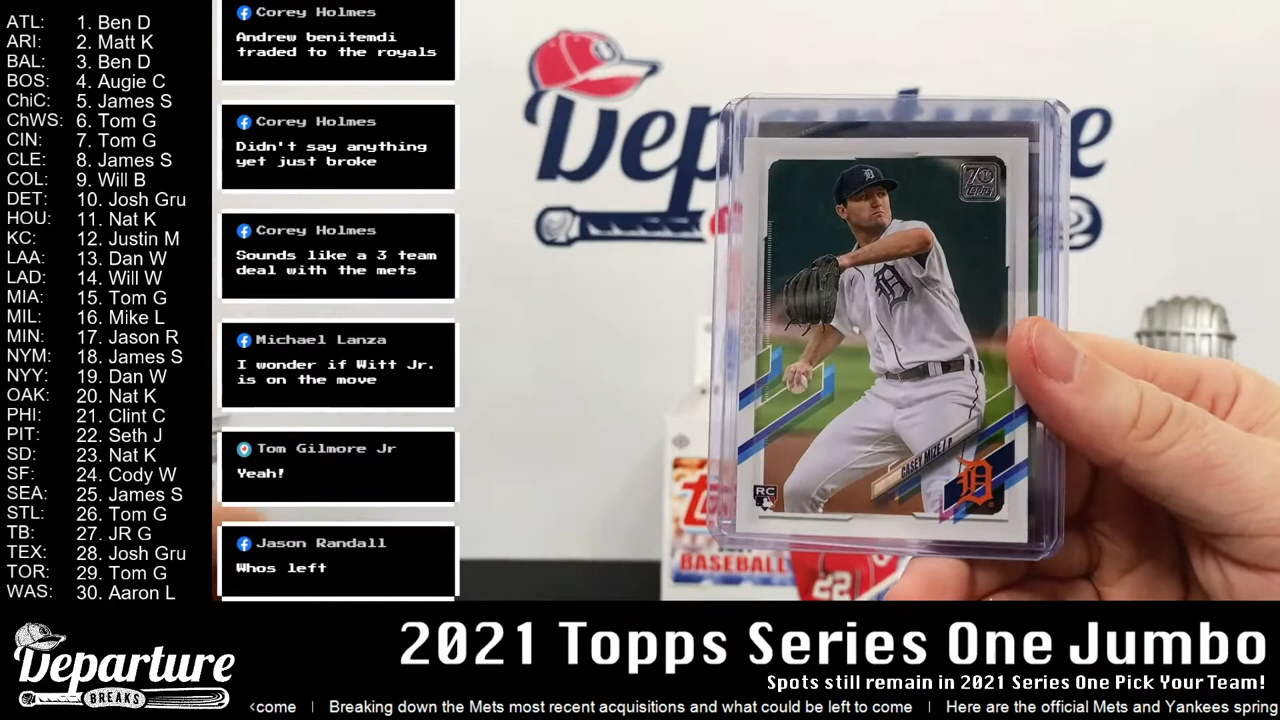 ATL: 1. Ben D
ARI: 2. Matt K
BAL: 3. Ben D
BOS: 4. Augie C
ChiC: 5. James S
ChWS: 6. Tom G
CIN: 7. Tom G
CLE: 8. James S
COL: 9. Will B
DET: 10. Josh Gru
HOU: 11. Nat K
KC: 12. Justin M
LAA: 13. Dan W
LAD: 14. Will W
MIA: 15. Tom G
MIL: 16. Mike L
MIN: 17. Jason R
NYM: 18. James S
NYY: 19. Dan W
OAK: 20. Nat K
PHI: 21. Clint C
PIT: 22. Seth J
SD: 23. Nat K
SF: 24. Cody W
SEA: 25. James S
STL: 26. Tom G
TB: 27. JR G
TEX: 28. Josh Gru
TOR: 29. Tom G
WAS: 30. Aaron L
Corey Holmes
Andrew benitemdi
traded to the royals
Corey Holmes
Didn't say anything
yet just broke
Corey Holmes
Sounds like a 3 team
deal with the mets
Michael Lanza
I wonder if Witt Jr.
is on the move
Tom Gilmore Jr
Yeah!
Jason Randall
Whos left
Dep
e
70
Topps
D
D
CASEY MIZE / P
D
RC
BASEBALL
22
Departure
BREAKS
2021 Topps Series One Jumbo
Spots still remain in 2021 Series One Pick Your Team!
‹come | Breaking down the Mets most recent acquisitions and what could be left to come | Here are the official Mets and Yankees spring